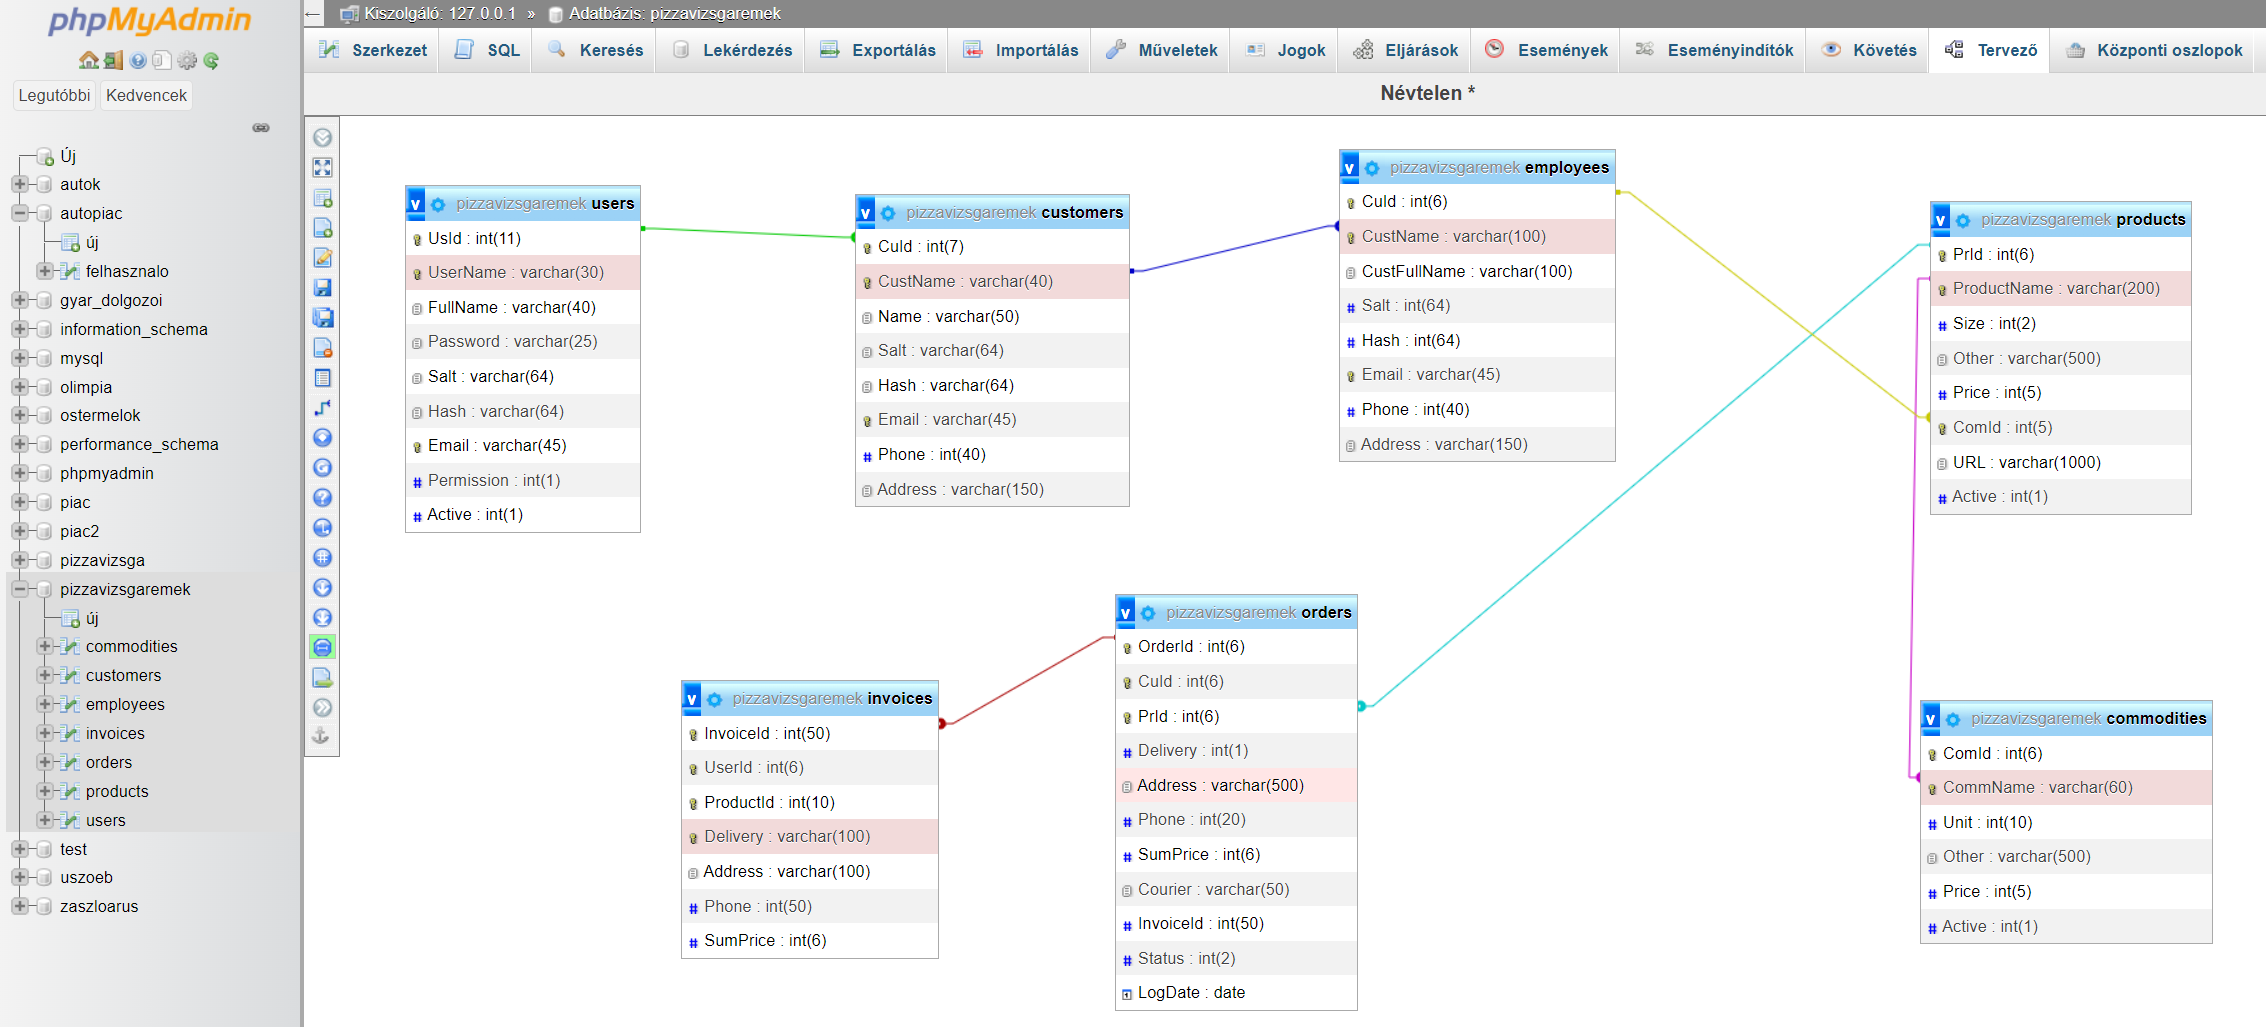 phpMyAdmin
Legutóbbi Kedvencek
Új
autok
autopiac
új
felhasznalo
gyar_dolgozoi
information_schema
mysql
olimpia
ostermelok
performance_schema
phpmyadmin
piac
piac2
pizzavizsga
pizzavizsgaremek
új
commodities
customers
employees
invoices
orders
products
users
test
uszoeb
zaszloarus
← Kiszolgáló: 127.0.0.1 » Adatbázis: pizzavizsgaremek
Szerkezet SQL Keresés Lekérdezés Exportálás Importálás Műveletek Jogok Eljárások Események Eseményindítók Követés Tervező Központi oszlopok
Névtelen *
v pizzavizsgaremek users
UsId : int(11)
UserName : varchar(30)
FullName : varchar(40)
Password : varchar(25)
Salt : varchar(64)
Hash : varchar(64)
Email : varchar(45)
# Permission : int(1)
# Active : int(1)
v pizzavizsgaremek customers
CuId : int(7)
CustName : varchar(40)
Name : varchar(50)
Salt : varchar(64)
Hash : varchar(64)
Email : varchar(45)
# Phone : int(40)
Address : varchar(150)
v pizzavizsgaremek employees
CuId : int(6)
CustName : varchar(100)
CustFullName : varchar(100)
# Salt : int(64)
# Hash : int(64)
Email : varchar(45)
# Phone : int(40)
Address : varchar(150)
v pizzavizsgaremek products
PrId : int(6)
ProductName : varchar(200)
# Size : int(2)
Other : varchar(500)
# Price : int(5)
ComId : int(5)
URL : varchar(1000)
# Active : int(1)
v pizzavizsgaremek invoices
InvoiceId : int(50)
UserId : int(6)
ProductId : int(10)
Delivery : varchar(100)
Address : varchar(100)
# Phone : int(50)
# SumPrice : int(6)
v pizzavizsgaremek orders
OrderId : int(6)
CuId : int(6)
PrId : int(6)
# Delivery : int(1)
Address : varchar(500)
# Phone : int(20)
# SumPrice : int(6)
Courier : varchar(50)
# InvoiceId : int(50)
# Status : int(2)
LogDate : date
v pizzavizsgaremek commodities
ComId : int(6)
CommName : varchar(60)
# Unit : int(10)
Other : varchar(500)
# Price : int(5)
# Active : int(1)